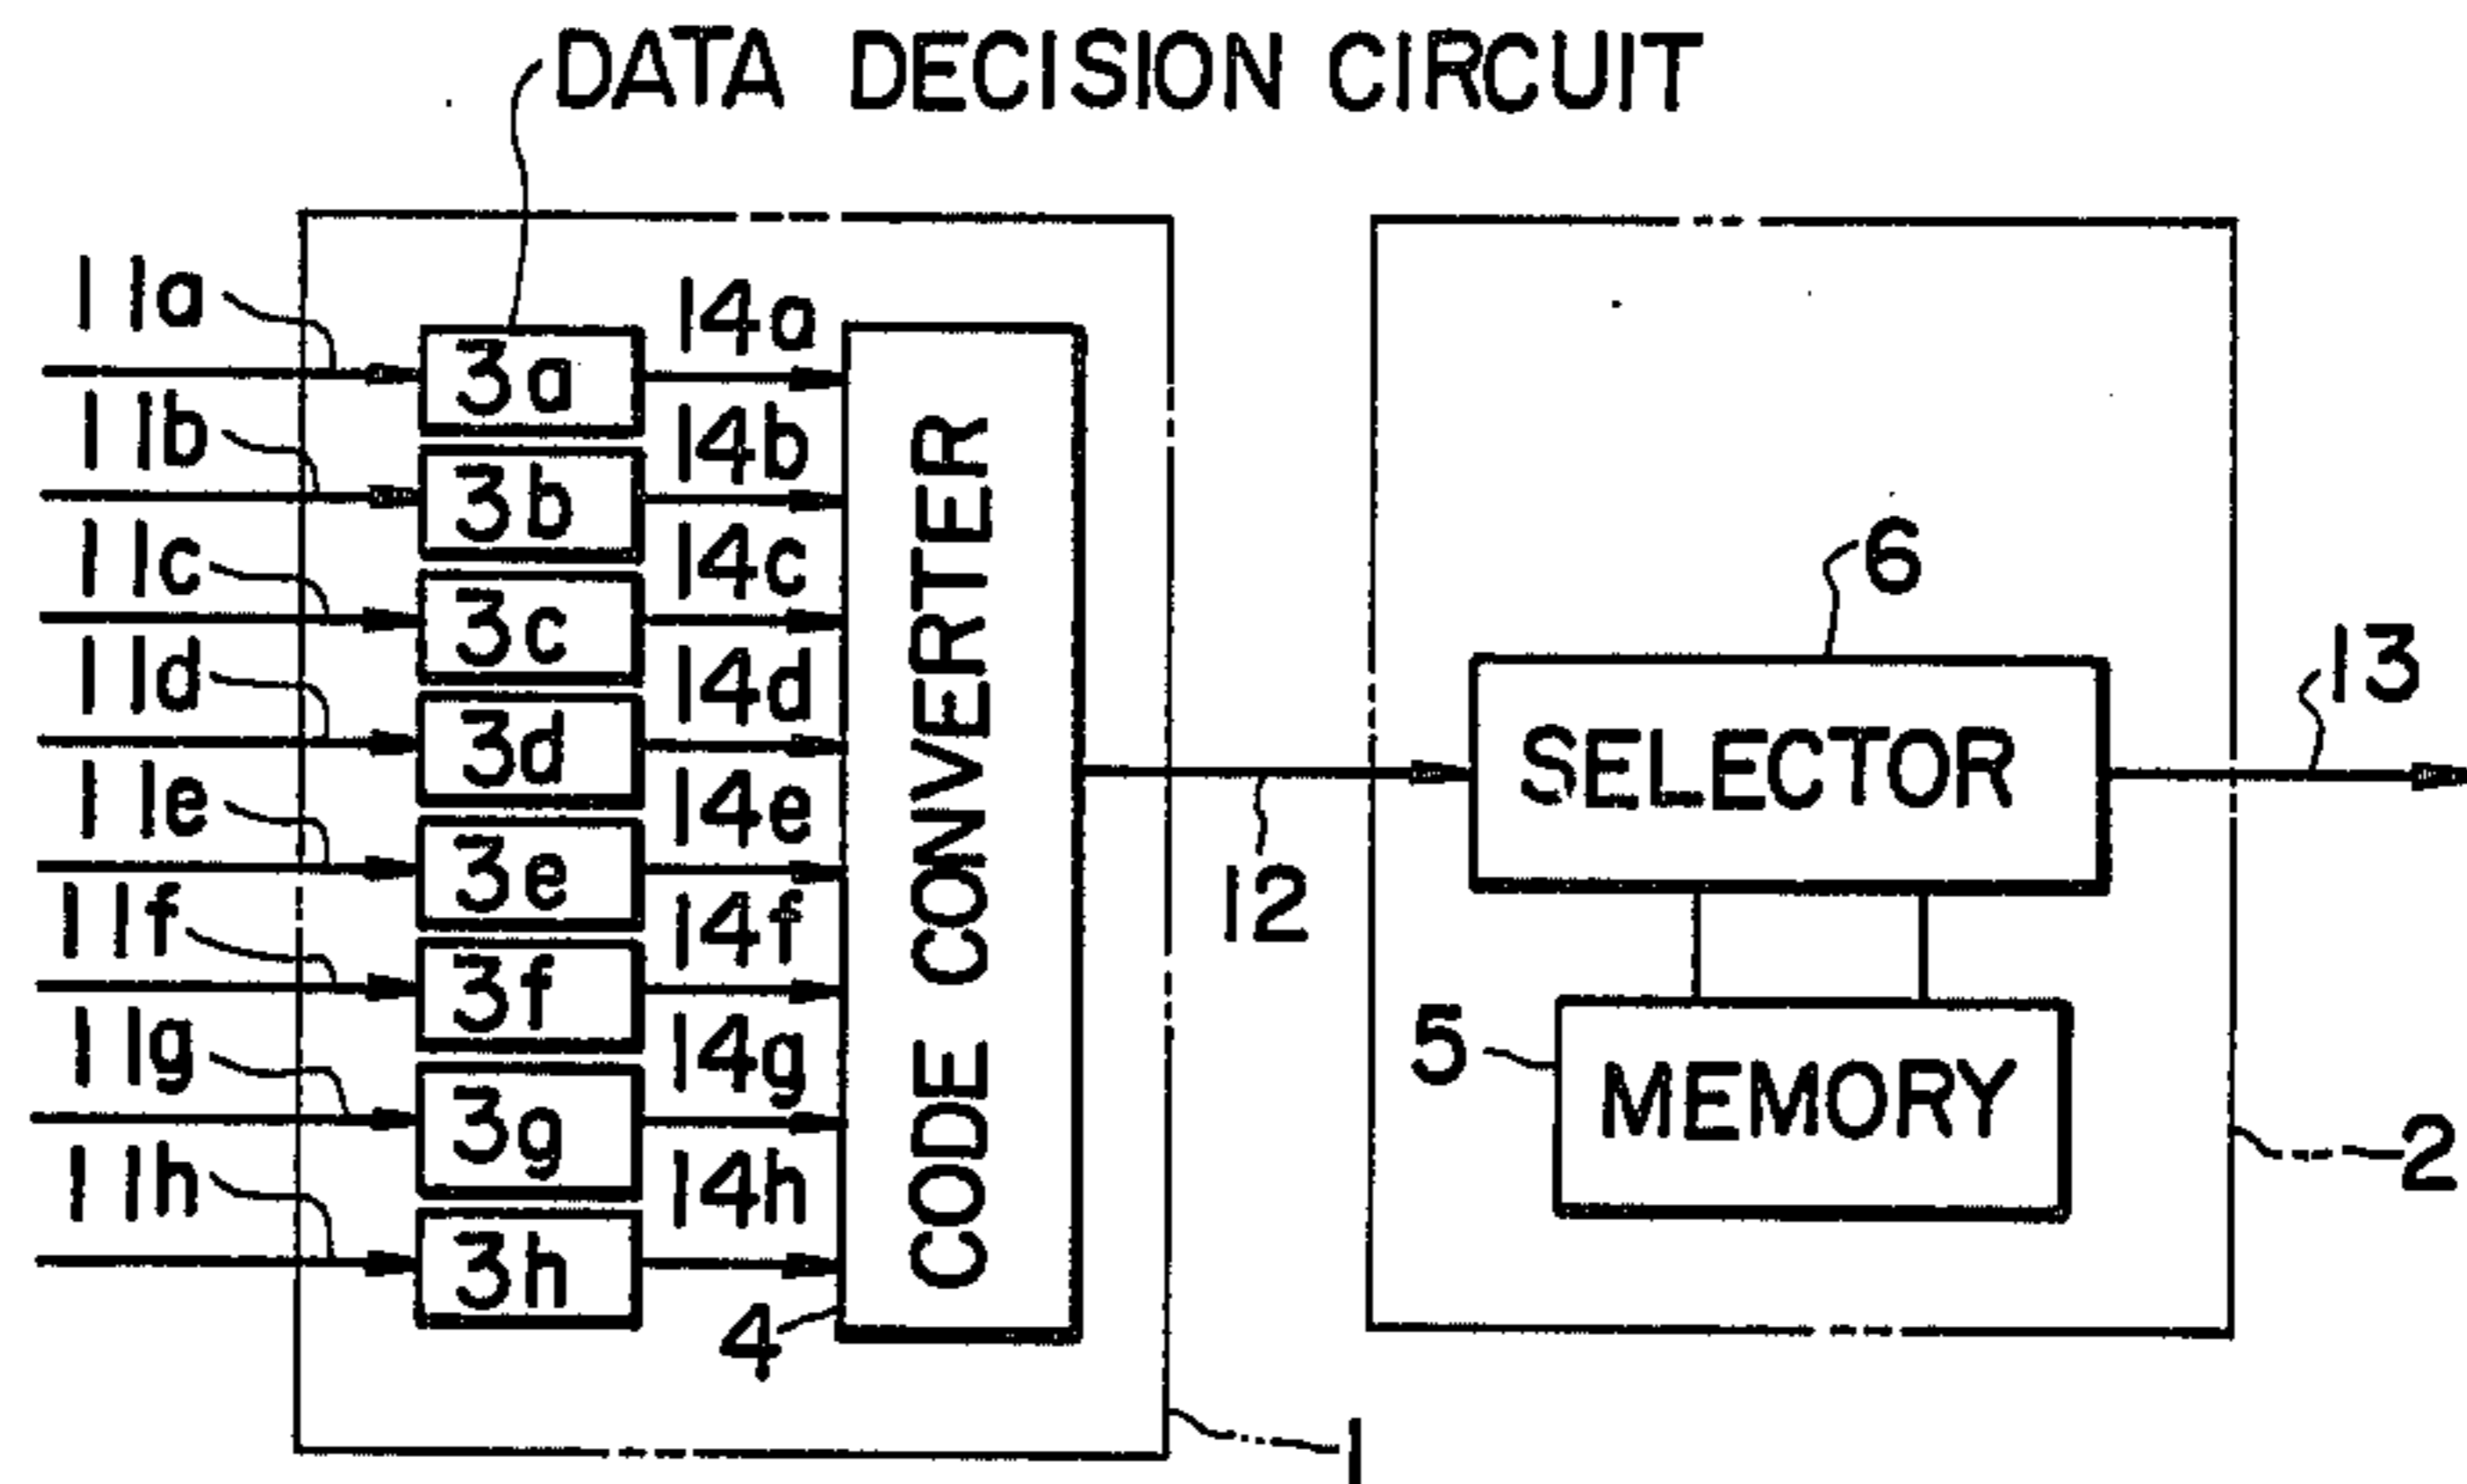 DATA DECISION CIRCUIT
11a
3a
14a
11b
3b
14b
11c
3c
14c
11d
3d
14d
11e
3e
14e
11f
3f
14f
11g
3g
14g
11h
3h
14h
CODE CONVERTER
4
1
12
6
SELECTOR
13
5
MEMORY
2